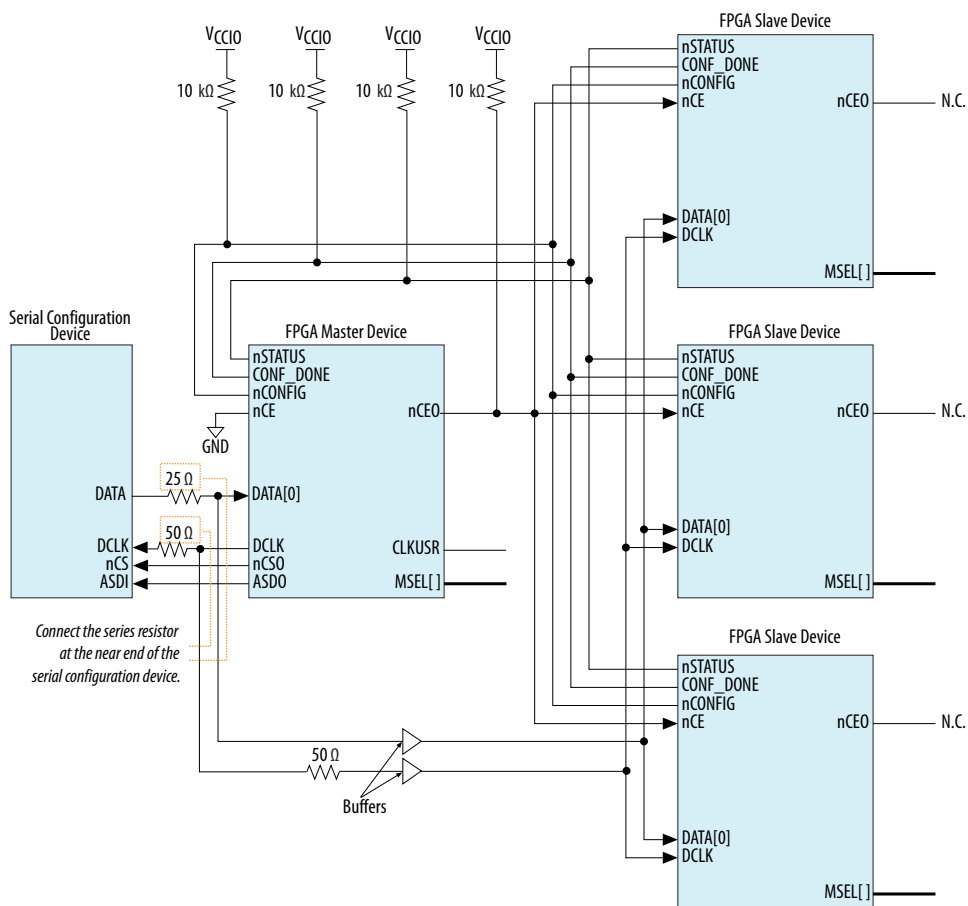 VCCIO
VCCIO
VCCIO
VCCIO
10 kΩ
10 kΩ
10 kΩ
10 kΩ
FPGA Slave Device
nSTATUS
CONF_DONE
nCONFIG
nCE
nCEO
N.C.
DATA[0]
DCLK
MSEL[ ]
Serial Configuration
Device
DATA
DCLK
nCS
ASDI
25 Ω
50 Ω
Connect the series resistor
at the near end of the
serial configuration device.
FPGA Master Device
nSTATUS
CONF_DONE
nCONFIG
nCE
GND
nCEO
DATA[0]
DCLK
nCSO
ASDO
CLKUSR
MSEL[ ]
FPGA Slave Device
nSTATUS
CONF_DONE
nCONFIG
nCE
nCEO
N.C.
DATA[0]
DCLK
MSEL[ ]
50 Ω
Buffers
FPGA Slave Device
nSTATUS
CONF_DONE
nCONFIG
nCE
nCEO
N.C.
DATA[0]
DCLK
MSEL[ ]